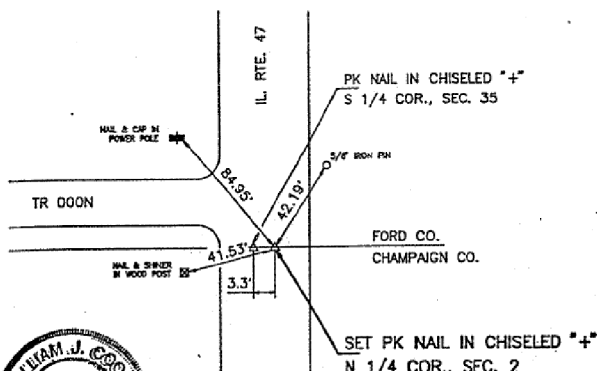 IL. RTE. 47
PK NAIL IN CHISELED "+"
S 1/4 COR., SEC. 35
NAIL & CAP IN
POWER POLE
5/8" IRON PIN
84.95'
42.19'
TR 000N
FORD CO.
CHAMPAIGN CO.
41.53'
NAIL & SHINER
IN WOOD POST
3.3'
SET PK NAIL IN CHISELED "+"
N 1/4 COR., SEC. 2
WILLIAM J.